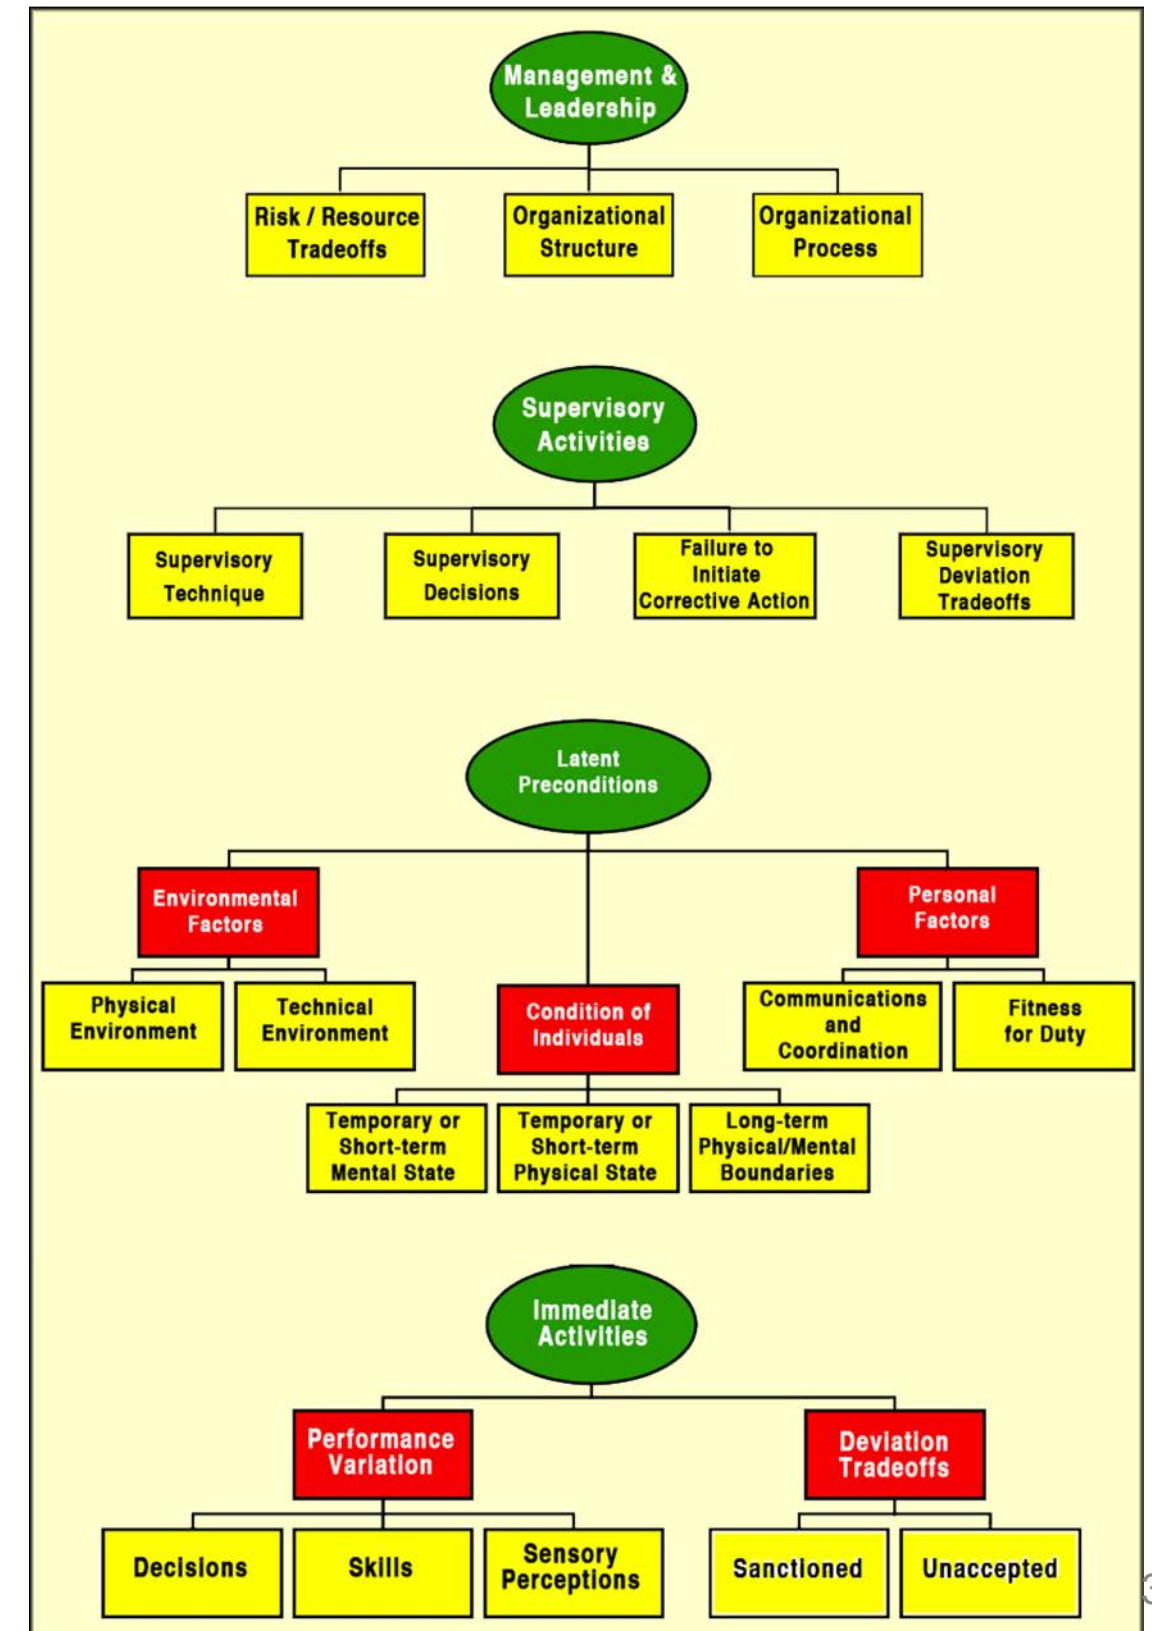 Management &
Leadership
Risk / Resource
Tradeoffs
Organizational
Structure
Organizational
Process
Supervisory
Activities
Supervisory
Technique
Supervisory
Decisions
Failure to
Initiate
Corrective Action
Supervisory
Deviation
Tradeoffs
Latent
Preconditions
Environmental
Factors
Personal
Factors
Physical
Environment
Technical
Environment
Condition of
Individuals
Communications
and
Coordination
Fitness
for Duty
Temporary or
Short-term
Mental State
Temporary or
Short-term
Physical State
Long-term
Physical/Mental
Boundaries
Immediate
Activities
Performance
Variation
Deviation
Tradeoffs
Decisions
Skills
Sensory
Perceptions
Sanctioned
Unaccepted